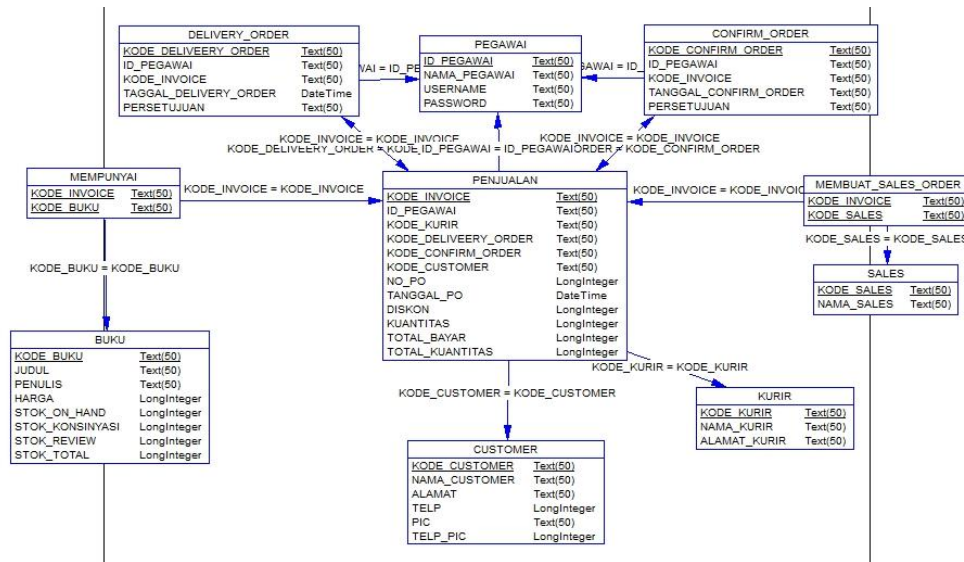 DELIVERY_ORDER
KODE_DELIVEERY_ORDER Text(50)
ID_PEGAWAI Text(50)
KODE_INVOICE Text(50)
TAGGAL_DELIVERY_ORDER DateTime
PERSETUJUAN Text(50)
PEGAWAI
ID_PEGAWAI Text(50)
NAMA_PEGAWAI Text(50)
USERNAME Text(50)
PASSWORD Text(50)
CONFIRM_ORDER
KODE_CONFIRM_ORDER Text(50)
ID_PEGAWAI Text(50)
KODE_INVOICE Text(50)
TANGGAL_CONFIRM_ORDER DateTime
PERSETUJUAN Text(50)
KODE_INVOICE = KODE_INVOICE
KODE_INVOICE = KODE_INVOICE
KODE_DELIVEERY_ORDER = KODE_ ID_PEGAWAI = ID_PEGAWAI ORDER = KODE_CONFIRM_ORDER
MEMPUNYAI
KODE_INVOICE Text(50)
KODE_BUKU Text(50)
KODE_INVOICE = KODE_INVOICE
PENJUALAN
KODE_INVOICE Text(50)
ID_PEGAWAI Text(50)
KODE_KURIR Text(50)
KODE_DELIVEERY_ORDER Text(50)
KODE_CONFIRM_ORDER Text(50)
KODE_CUSTOMER Text(50)
NO_PO LongInteger
TANGGAL_PO DateTime
DISKON LongInteger
KUANTITAS LongInteger
TOTAL_BAYAR LongInteger
TOTAL_KUANTITAS LongInteger
KODE_INVOICE = KODE_INVOIC
MEMBUAT_SALES_ORDER
KODE_INVOICE Text(50)
KODE_SALES Text(50)
KODE_SALES = KODE_SALES
SALES
KODE_SALES Text(50)
NAMA_SALES Text(50)
KODE_BUKU = KODE_BUKU
BUKU
KODE_BUKU Text(50)
JUDUL Text(50)
PENULIS Text(50)
HARGA LongInteger
STOK_ON_HAND LongInteger
STOK_KONSINYASI LongInteger
STOK_REVIEW LongInteger
STOK_TOTAL LongInteger
KODE_CUSTOMER = KODE_CUSTOMER
KODE_KURIR = KODE_KURIR
KURIR
KODE_KURIR Text(50)
NAMA_KURIR Text(50)
ALAMAT_KURIR Text(50)
CUSTOMER
KODE_CUSTOMER Text(50)
NAMA_CUSTOMER Text(50)
ALAMAT Text(50)
TELP LongInteger
PIC Text(50)
TELP_PIC LongInteger